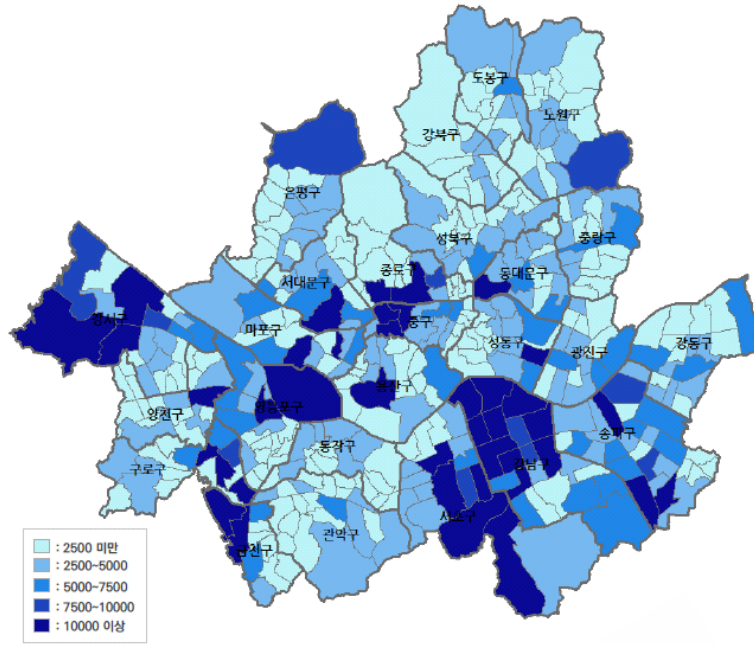 도봉구
노원구
강북구
은평구
성북구
중랑구
종로구
동대문구
서대문구
강서구
중구
마포구
성동구
강동구
광진구
용산구
영등포구
양천구
송파구
동작구
강남구
구로구
서초구
관악구
금천구
: 2500 미만
: 2500~5000
: 5000~7500
: 7500~10000
: 10000 이상